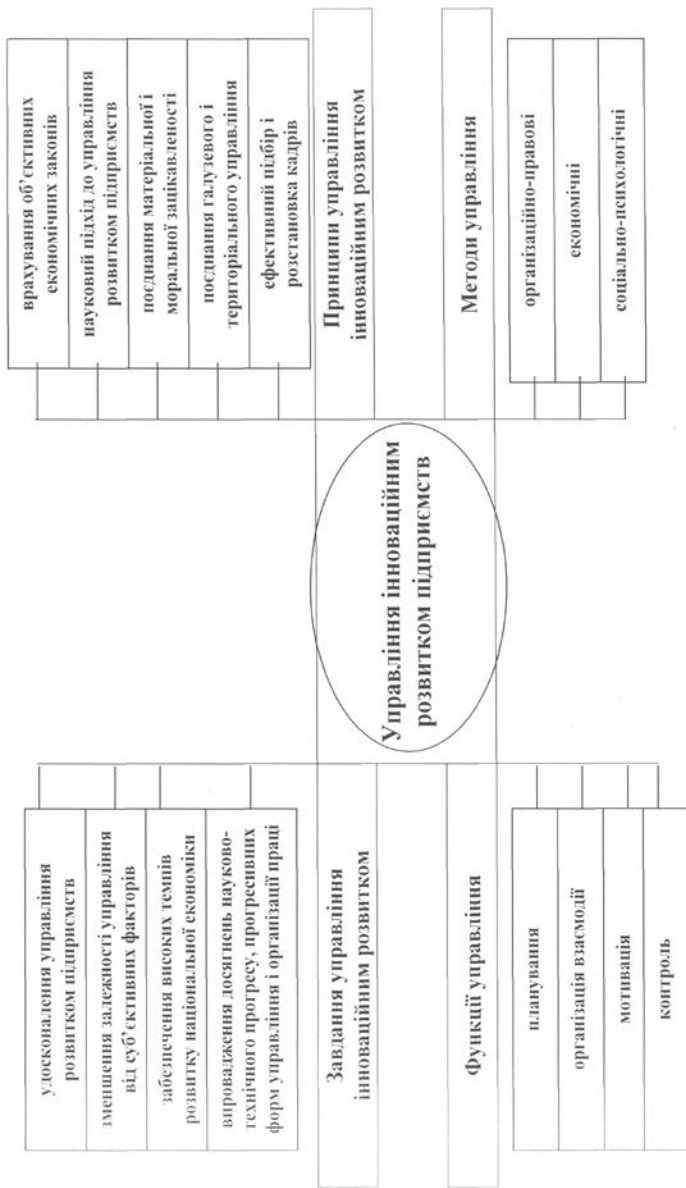 удосконалення управління
розвитком підприємств
зменшення залежності управління
від суб’єктивних факторів
забезпечення високих темпів
розвитку національної економіки
впровадження досягнень науково-
технічного прогресу, прогресивних
форм управління і організації праці
Завдання управління
інноваційним розвитком
Функції управління
планування
організація взаємодії
мотивація
контроль
Управління інноваційним
розвитком підприємств
врахування об’єктивних
економічних законів
науковий підхід до управління
розвитком підприємств
поєднання матеріальної і
моральної зацікавленості
поєднання галузевого і
територіального управління
ефективний підбір і
розстановка кадрів
Принципи управління
інноваційним розвитком
Методи управління
організаційно-правові
економічні
соціально-психологічні